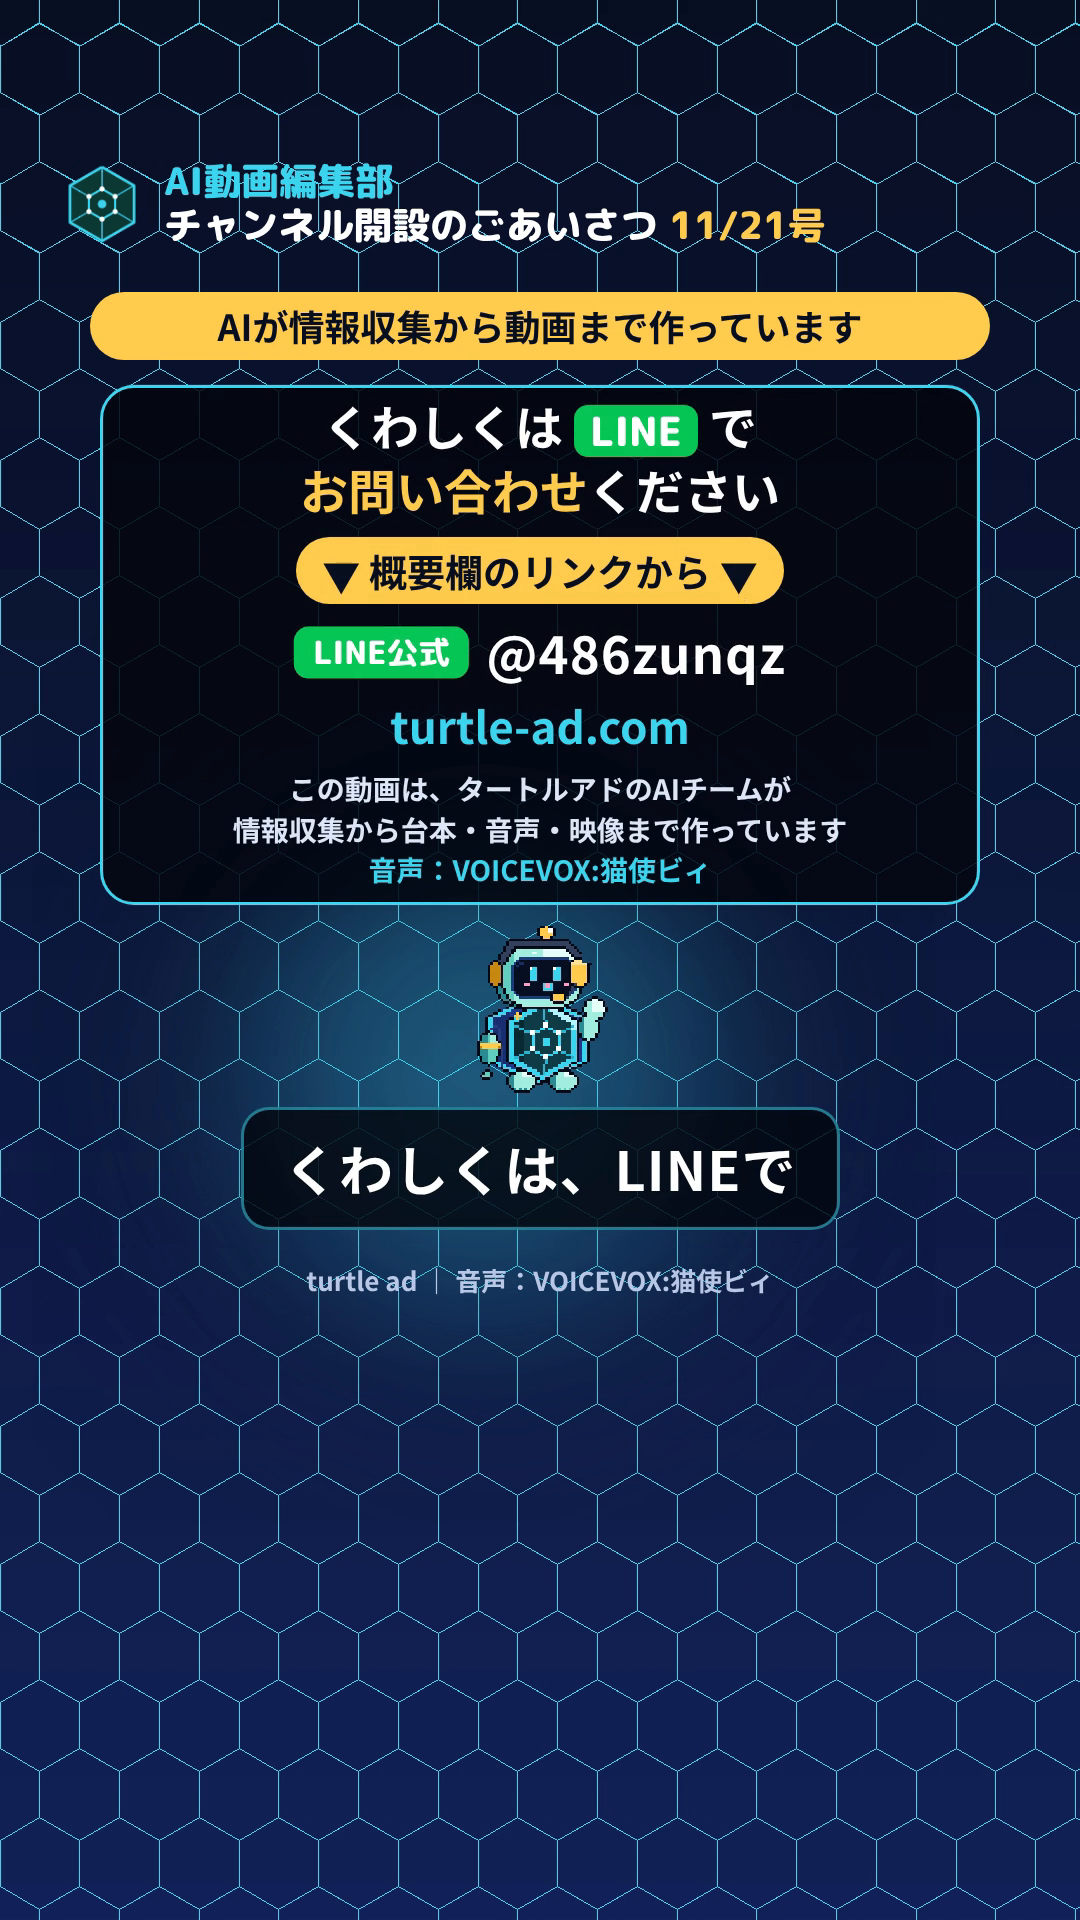 AI動画編集部
チャンネル開設のごあいさつ 11/21号
AIが情報収集から動画まで作っています
くわしくは LINE で
お問い合わせください
▼ 概要欄のリンクから ▼
LINE公式 @486zunqz
turtle-ad.com
この動画は、タートルアドのAIチームが
情報収集から台本・音声・映像まで作っています
音声：VOICEVOX:猫使ビィ
くわしくは、LINEで
turtle ad ｜ 音声：VOICEVOX:猫使ビィ